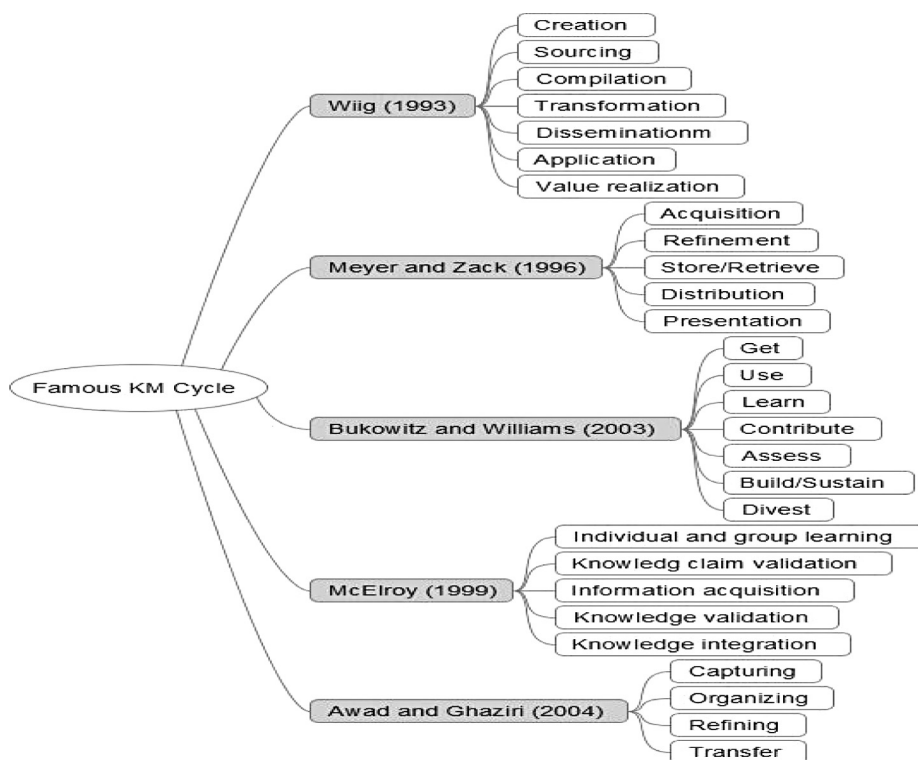 Famous KM Cycle
Wiig (1993)
Creation
Sourcing
Compilation
Transformation
Disseminationm
Application
Value realization
Meyer and Zack (1996)
Acquisition
Refinement
Store/Retrieve
Distribution
Presentation
Bukowitz and Williams (2003)
Get
Use
Learn
Contribute
Assess
Build/Sustain
Divest
McElroy (1999)
Individual and group learning
Knowledg claim validation
Information acquisition
Knowledge validation
Knowledge integration
Awad and Ghaziri (2004)
Capturing
Organizing
Refining
Transfer